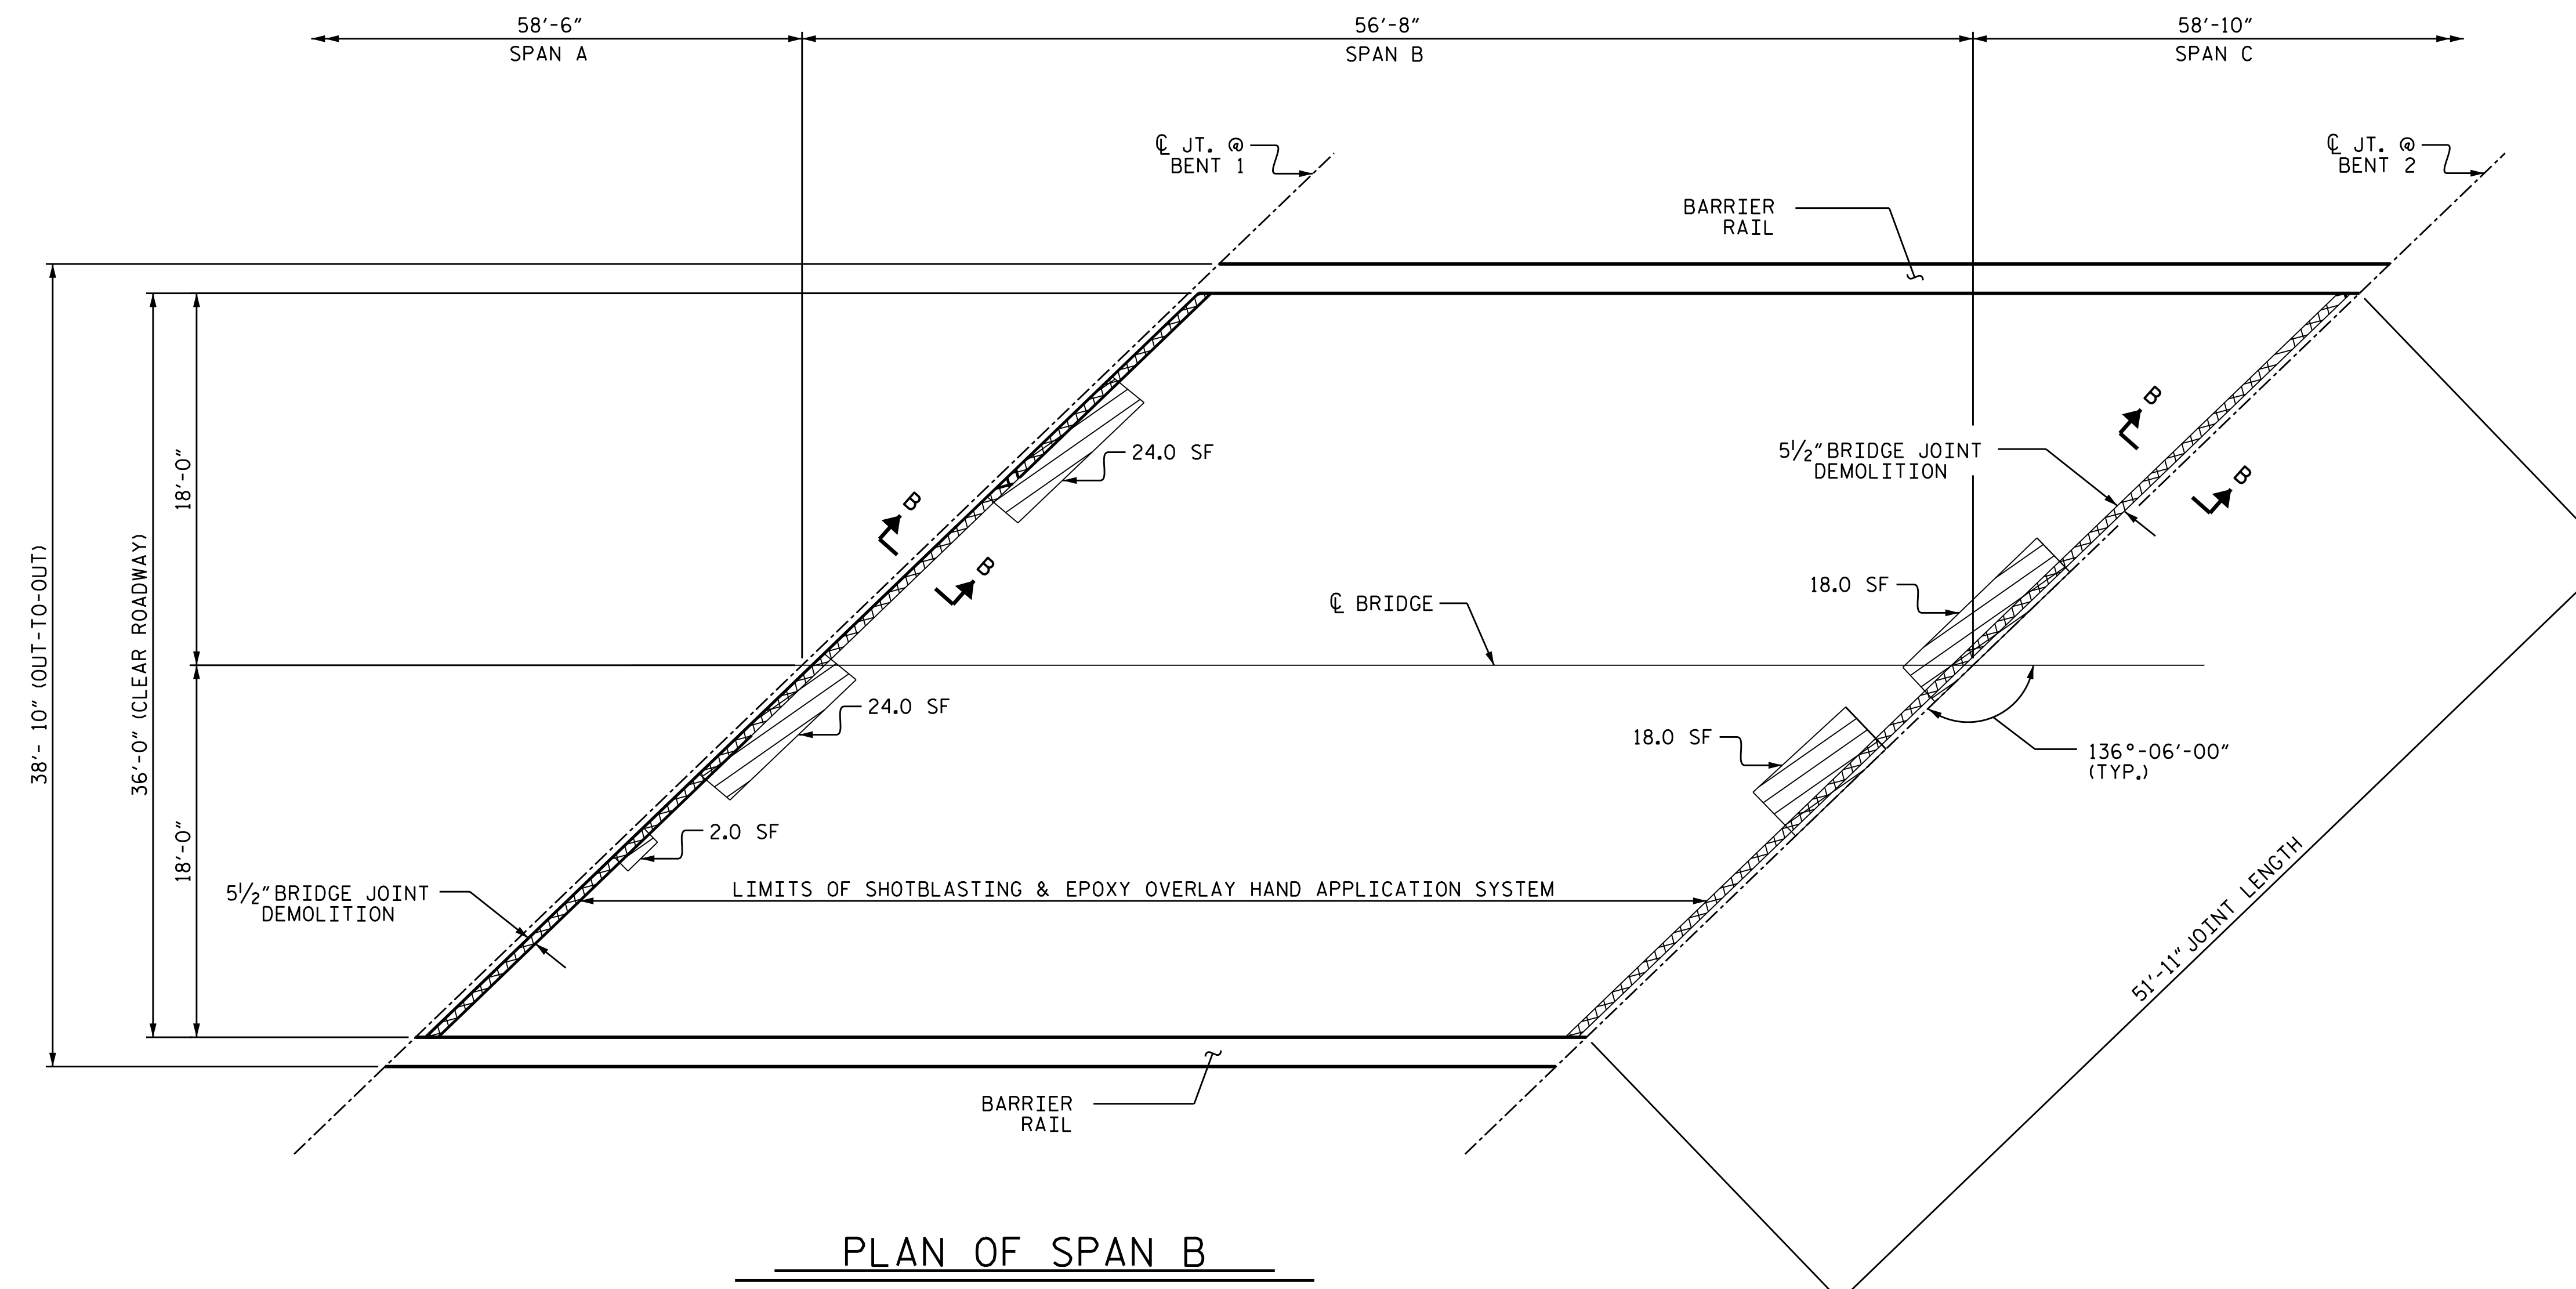 58'-6" 56'-8" 58'-10"
SPAN A SPAN B SPAN C
℄ JT. @
BENT 1
℄ JT. @
BENT 2
BARRIER
RAIL
B
24.0 SF
5½" BRIDGE JOINT
DEMOLITION
B
18'-0"
B
B
38'- 10" (OUT-TO-OUT)
36'-0" (CLEAR ROADWAY)
18.0 SF
℄ BRIDGE
24.0 SF
18.0 SF
136°-06'-00"
(TYP.)
2.0 SF
18'-0"
5½" BRIDGE JOINT
DEMOLITION
LIMITS OF SHOTBLASTING & EPOXY OVERLAY HAND APPLICATION SYSTEM
51'-11" JOINT LENGTH
BARRIER
RAIL
PLAN OF SPAN B